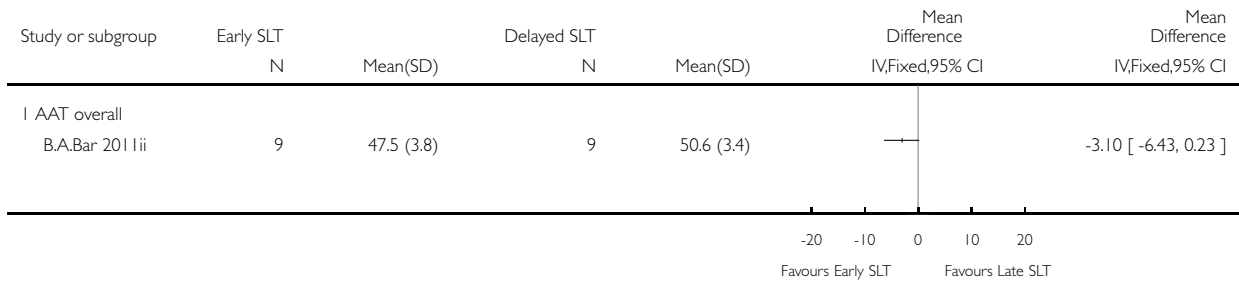 Study or subgroup Early SLT Delayed SLT Mean Difference Mean Difference
N Mean(SD) N Mean(SD) IV,Fixed,95% CI IV,Fixed,95% CI
1 AAT overall
B.A.Bar 2011ii 9 47.5 (3.8) 9 50.6 (3.4) -3.10 [ -6.43, 0.23 ]
-20 -10 0 10 20
Favours Early SLT Favours Late SLT